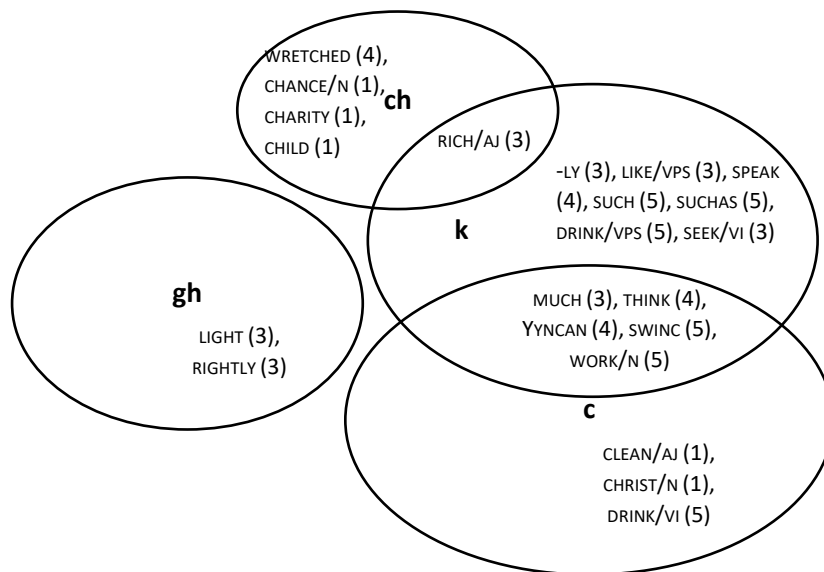 WRETCHED (4),
CHANCE/N (1),
ch
CHARITY (1),
CHILD (1)
RICH/AJ (3)
-LY (3), LIKE/VPS (3), SPEAK
(4), SUCH (5), SUCHAS (5),
DRINK/VPS (5), SEEK/VI (3)
k
gh
LIGHT (3),
RIGHTLY (3)
MUCH (3), THINK (4),
YYNCAN (4), SWINC (5),
WORK/N (5)
c
CLEAN/AJ (1),
CHRIST/N (1),
DRINK/VI (5)